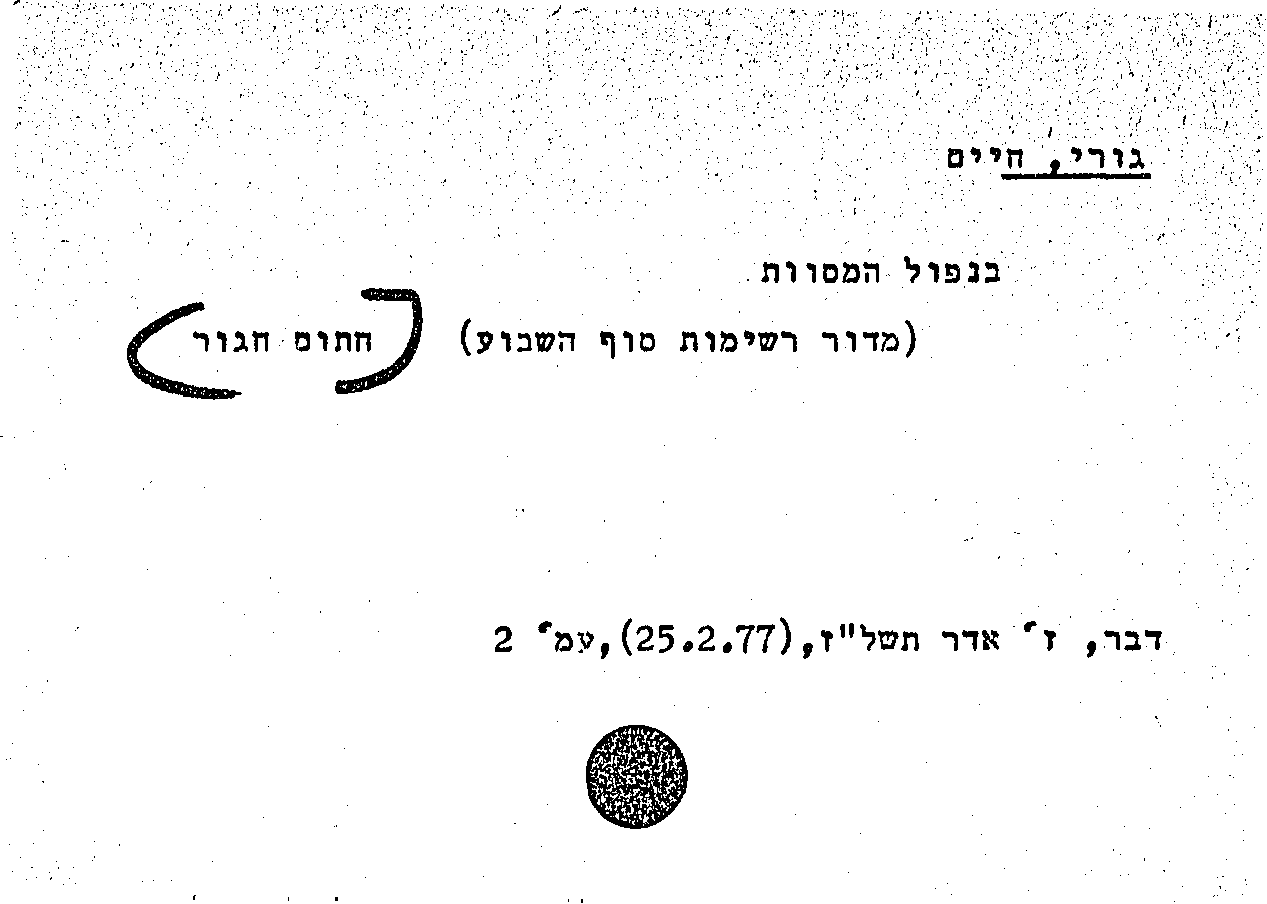 גורי, חיים
בנפול המסוות
(מדור רשימות סוף השבוע) (חתום חגור)
דבר, ז' אדר תשל"ז,(25.2.77),עמ' 2